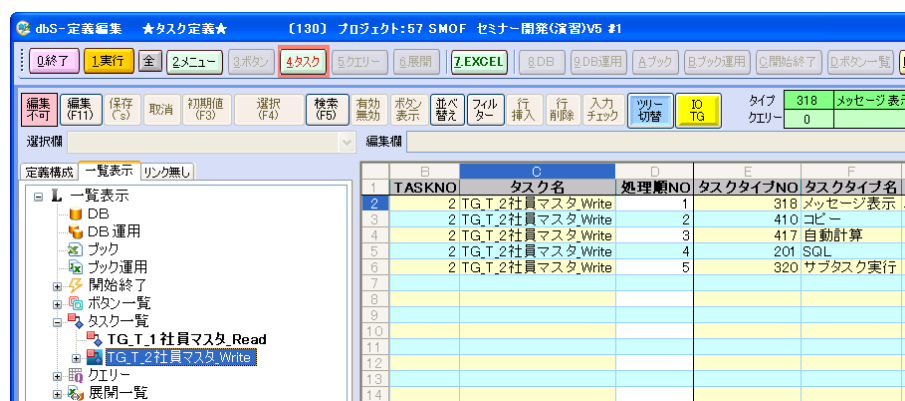 dbS-定義編集 ★タスク定義★ 〔130〕 プロジェクト:57 SMOF セミナー開発(演習)V5 #1
0.終了 1.実行 全 2.メニュー 3.ボタン 4.タスク 5.クエリー 6.展開 7.EXCEL 8.DB 9.DB運用 A.ブック B.ブック運用 C.開始終了 D.ボタン一覧
編集不可 編集(F11) 保存(^s) 取消 初期値(F3) 選択(F4) 検索(F5) 有効無効 ボタン表示 並べ替え フィルター 行挿入 行削除 入力チェック ツリー切替 IO TG タイプ 318 メッセージ表示
クエリー 0
選択欄 編集欄
定義構成 一覧表示 リンク無し
L 一覧表示
DB
DB運用
ブック
ブック運用
開始終了
ボタン一覧
タスク一覧
TG_T_1社員マスタ_Read
TG_T_2社員マスタ_Write
クエリー
展開一覧
B C D E F
1 TASKNO タスク名 処理順NO タスクタイプNO タスクタイプ名
2 2 TG_T_2社員マスタ_Write 1 318 メッセージ表示
3 2 TG_T_2社員マスタ_Write 2 410 コピー
4 2 TG_T_2社員マスタ_Write 3 417 自動計算
5 2 TG_T_2社員マスタ_Write 4 201 SQL
6 2 TG_T_2社員マスタ_Write 5 320 サブタスク実行
7
8
9
10
11
12
13
14